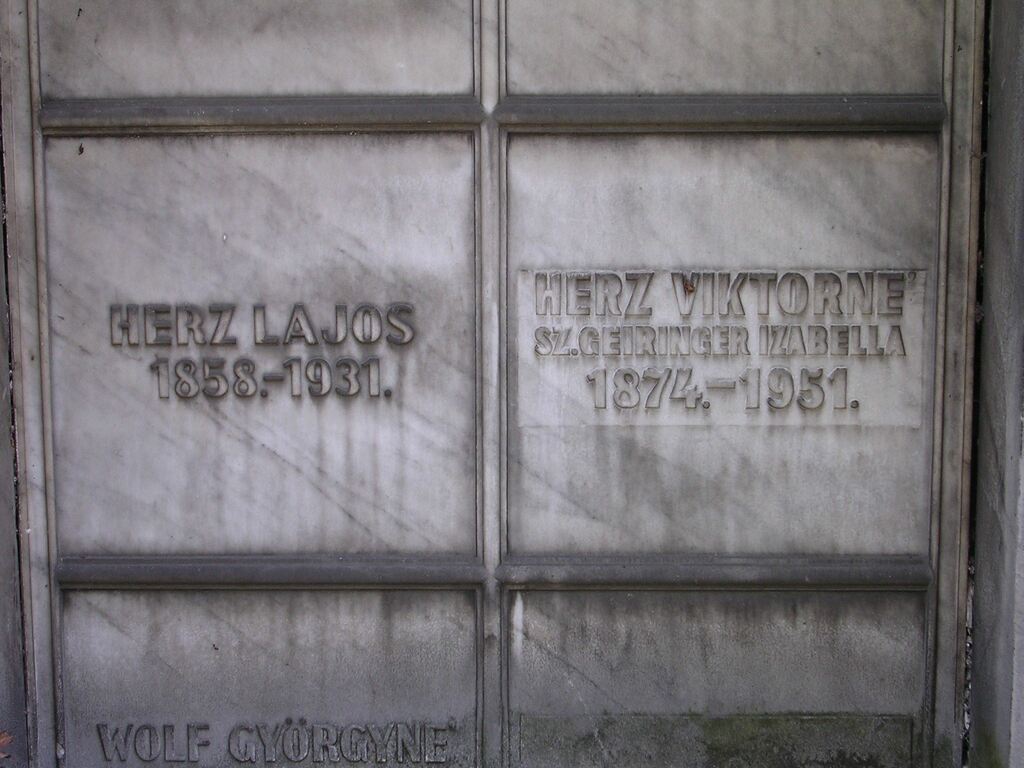 HERZ LAJOS
1858.-1931.
HERZ VIKTORNÉ
SZ. GEIRINGER IZABELLA
1874.-1951.
WOLF GYÖRGYNÉ